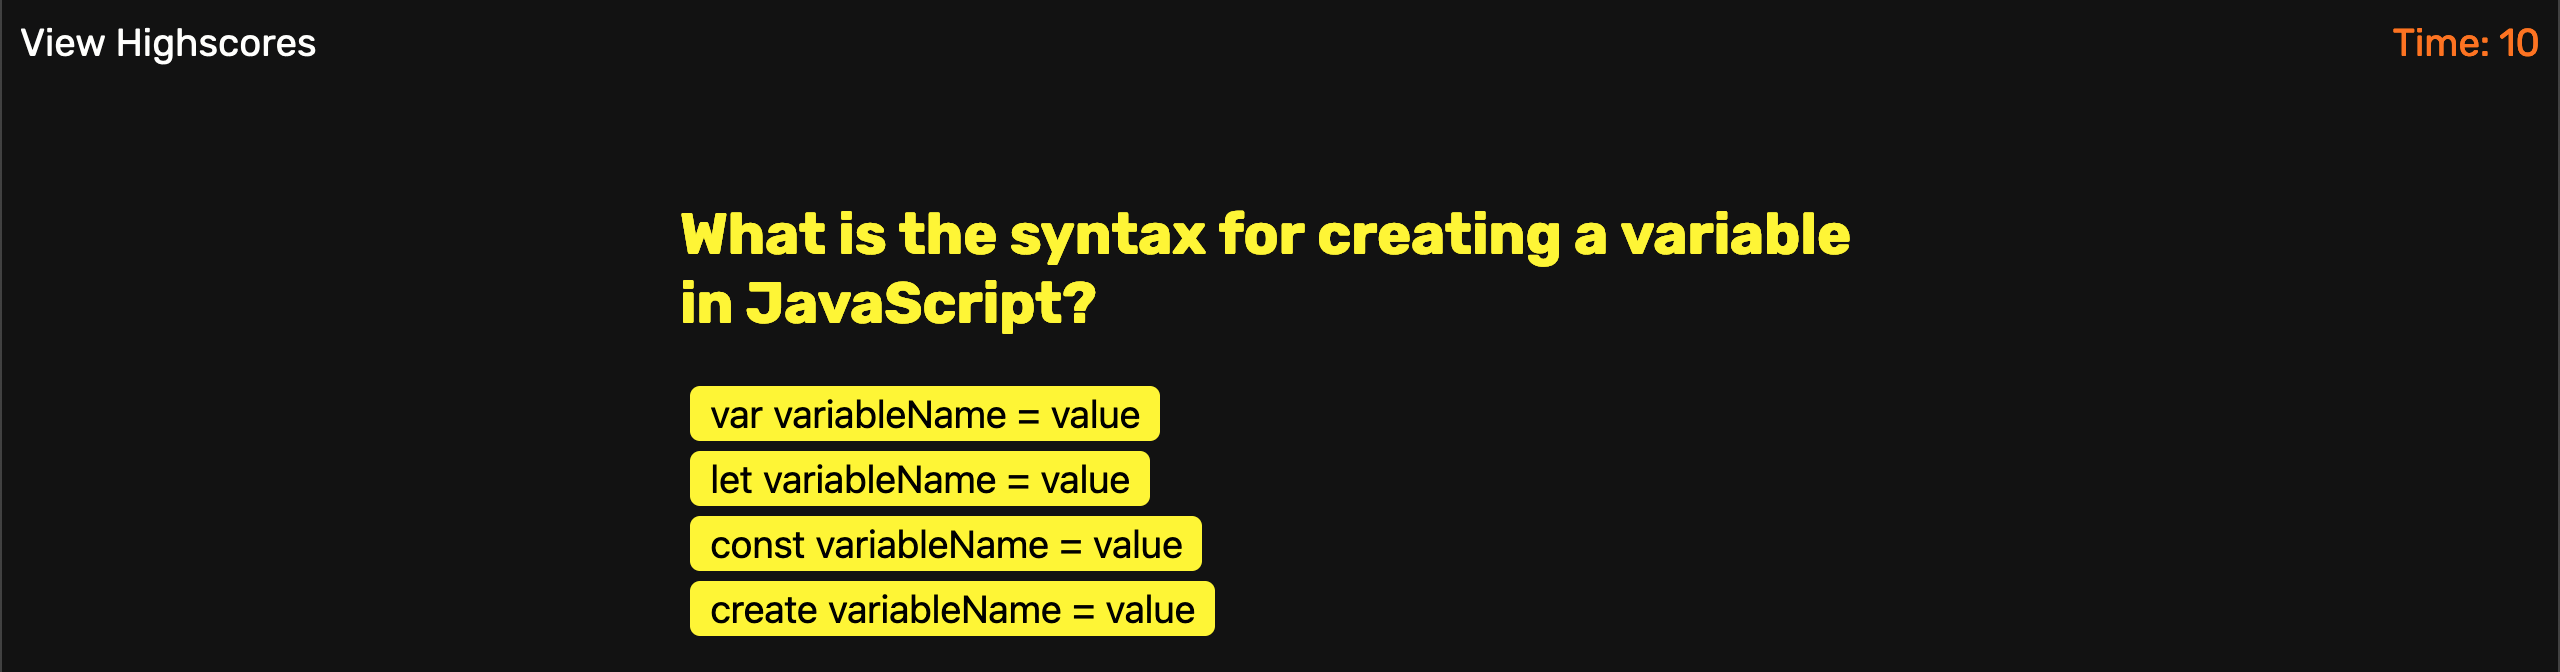 View Highscores
Time: 10
What is the syntax for creating a variable
in JavaScript?
var variableName = value
let variableName = value
const variableName = value
create variableName = value